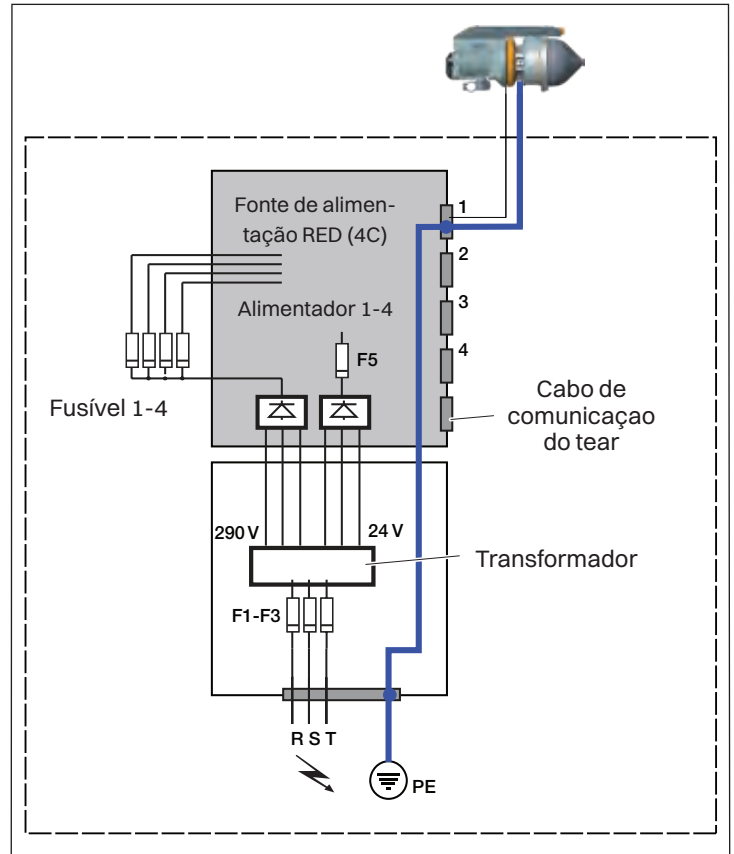 Fonte de alimen-
tação RED (4C)
1
2
3
4
Alimentador 1-4
F5
Fusível 1-4
Cabo de
comunicaçao
do tear
290 V
24 V
Transformador
F1-F3
R S T
PE